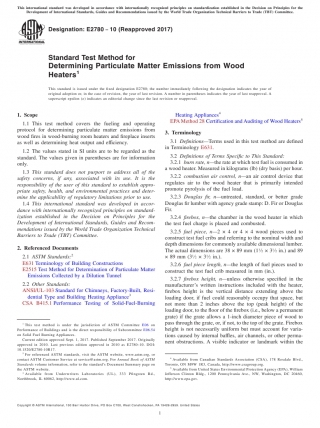 This international standard was developed in accordance with internationally recognized principles on standardization established in the Decision on Principles for the
Development of International Standards, Guides and Recommendations issued by the World Trade Organization Technical Barriers to Trade (TBT) Committee.
Designation: E2780 - 10 (Reapproved 2017)
INTERNATIONAL
Standard Test Method for
Determining Particulate Matter Emissions from Wood
Heaters1
This standard is issued under the fixed designation E2780; the number immediately following the designation indicates the year of
original adoption or, in the case of revision, the year of last revision. A number in parentheses indicates the year of last reapproval. A
superscript epsilon (ε) indicates an editorial change since the last revision or reapproval.
1. Scope
1.1 This test method covers the fueling and operating
protocol for determining particulate matter emissions from
wood fires in wood-burning room heaters and fireplace inserts
as well as determining heat output and efficiency.
1.2 The values stated in SI units are to be regarded as the
standard. The values given in parentheses are for information
only.
1.3 This standard does not purport to address all of the
safety concerns, if any, associated with its use. It is the
responsibility of the user of this standard to establish appro-
priate safety, health, and environmental practices and deter-
mine the applicability of regulatory limitations prior to use.
1.4 This international standard was developed in accor-
dance with internationally recognized principles on standard-
ization established in the Decision on Principles for the
Development of International Standards, Guides and Recom-
mendations issued by the World Trade Organization Technical
Barriers to Trade (TBT) Committee.
2. Referenced Documents
2.1 ASTM Standards:2
E631 Terminology of Building Constructions
E2515 Test Method for Determination of Particulate Matter
Emissions Collected by a Dilution Tunnel
2.2 Other Standards:
ANSI/UL-103 Standard for Chimneys, Factory-Built, Resi-
dential Type and Building Heating Appliance3
CSA B415.1 Performance Testing of Solid-Fuel-Burning
1 This test method is under the jurisdiction of ASTM Committee E06 on
Performance of Buildings and is the direct responsibility of Subcommittee E06.54
on Solid Fuel Burning Appliances.
Current edition approved Sept. 1, 2017. Published September 2017. Originally
approved in 2010. Last previous edition approved in 2010 as E2780-10. DOI:
10.1520/E2780-10R17.
2 For referenced ASTM standards, visit the ASTM website, www.astm.org, or
contact ASTM Customer Service at service@astm.org. For Annual Book of ASTM
Standards volume information, refer to the standard's Document Summary page on
the ASTM website.
3 Available from Underwriters Laboratories (UL), 333 Pfingsten Rd.,
Northbrook, IL 60062, http://www.ul.com.
Heating Appliances4
EPA Method 28 Certification and Auditing of Wood Heaters5
3. Terminology
3.1 Definitions—Terms used in this test method are defined
in Terminology E631.
3.2 Definitions of Terms Specific to This Standard:
3.2.1 burn rate, n—the rate at which test fuel is consumed in
a wood heater. Measured in kilograms (lb) (dry basis) per hour.
3.2.2 combustion air control, n—an air control device that
regulates air to the wood heater that is primarily intended
promote pyrolysis of the fuel load.
3.2.3 Douglas fir, n—untreated, standard, or better grade
Douglas fir lumber with agency grade stamp: D. Fir or Douglas
Fir.
3.2.4 firebox, n—the chamber in the wood heater in which
the test fuel charge is placed and combusted.
3.2.5 fuel piece, n—2 × 4 or 4 × 4 wood pieces used to
construct test fuel cribs and referring to the nominal width and
depth dimensions for commonly available dimensional lumber.
The actual dimensions are 38 × 89 mm (1½ × 3½ in.) and 89
× 89 mm (3½ × 3½ in.).
3.2.6 fuel piece length, n—the length of fuel pieces used to
construct the test fuel crib measured in mm (in.).
3.2.7 firebox height, n—unless otherwise specified in the
manufacturer's written instructions included with the heater,
firebox height is the vertical distance extending above the
loading door, if fuel could reasonably occupy that space, but
not more than 2 inches above the top (peak height) of the
loading door, to the floor of the firebox (i.e., below a permanent
grate) if the grate allows a 1-inch diameter piece of wood to
pass through the grate, or, if not, to the top of the grate. Firebox
height is not necessarily uniform but must account for varia-
tions caused by internal baffles, air channels, or other perma-
nent obstructions. A visible indicator or landmark within the
4 Available from Canadian Standards Association (CSA), 178 Rexdale Blvd.,
Toronto, ON M9W 1R3, Canada, http://www.csagroup.org.
5 Available from United States Environmental Protection Agency (EPA), William
Jefferson Clinton Bldg., 1200 Pennsylvania Ave., NW, Washington, DC 20460,
http://www.epa.gov.
Copyright © ASTM International, 100 Barr Harbor Drive, PO Box C700, West Conshohocken, PA 19428-2959. United States
1